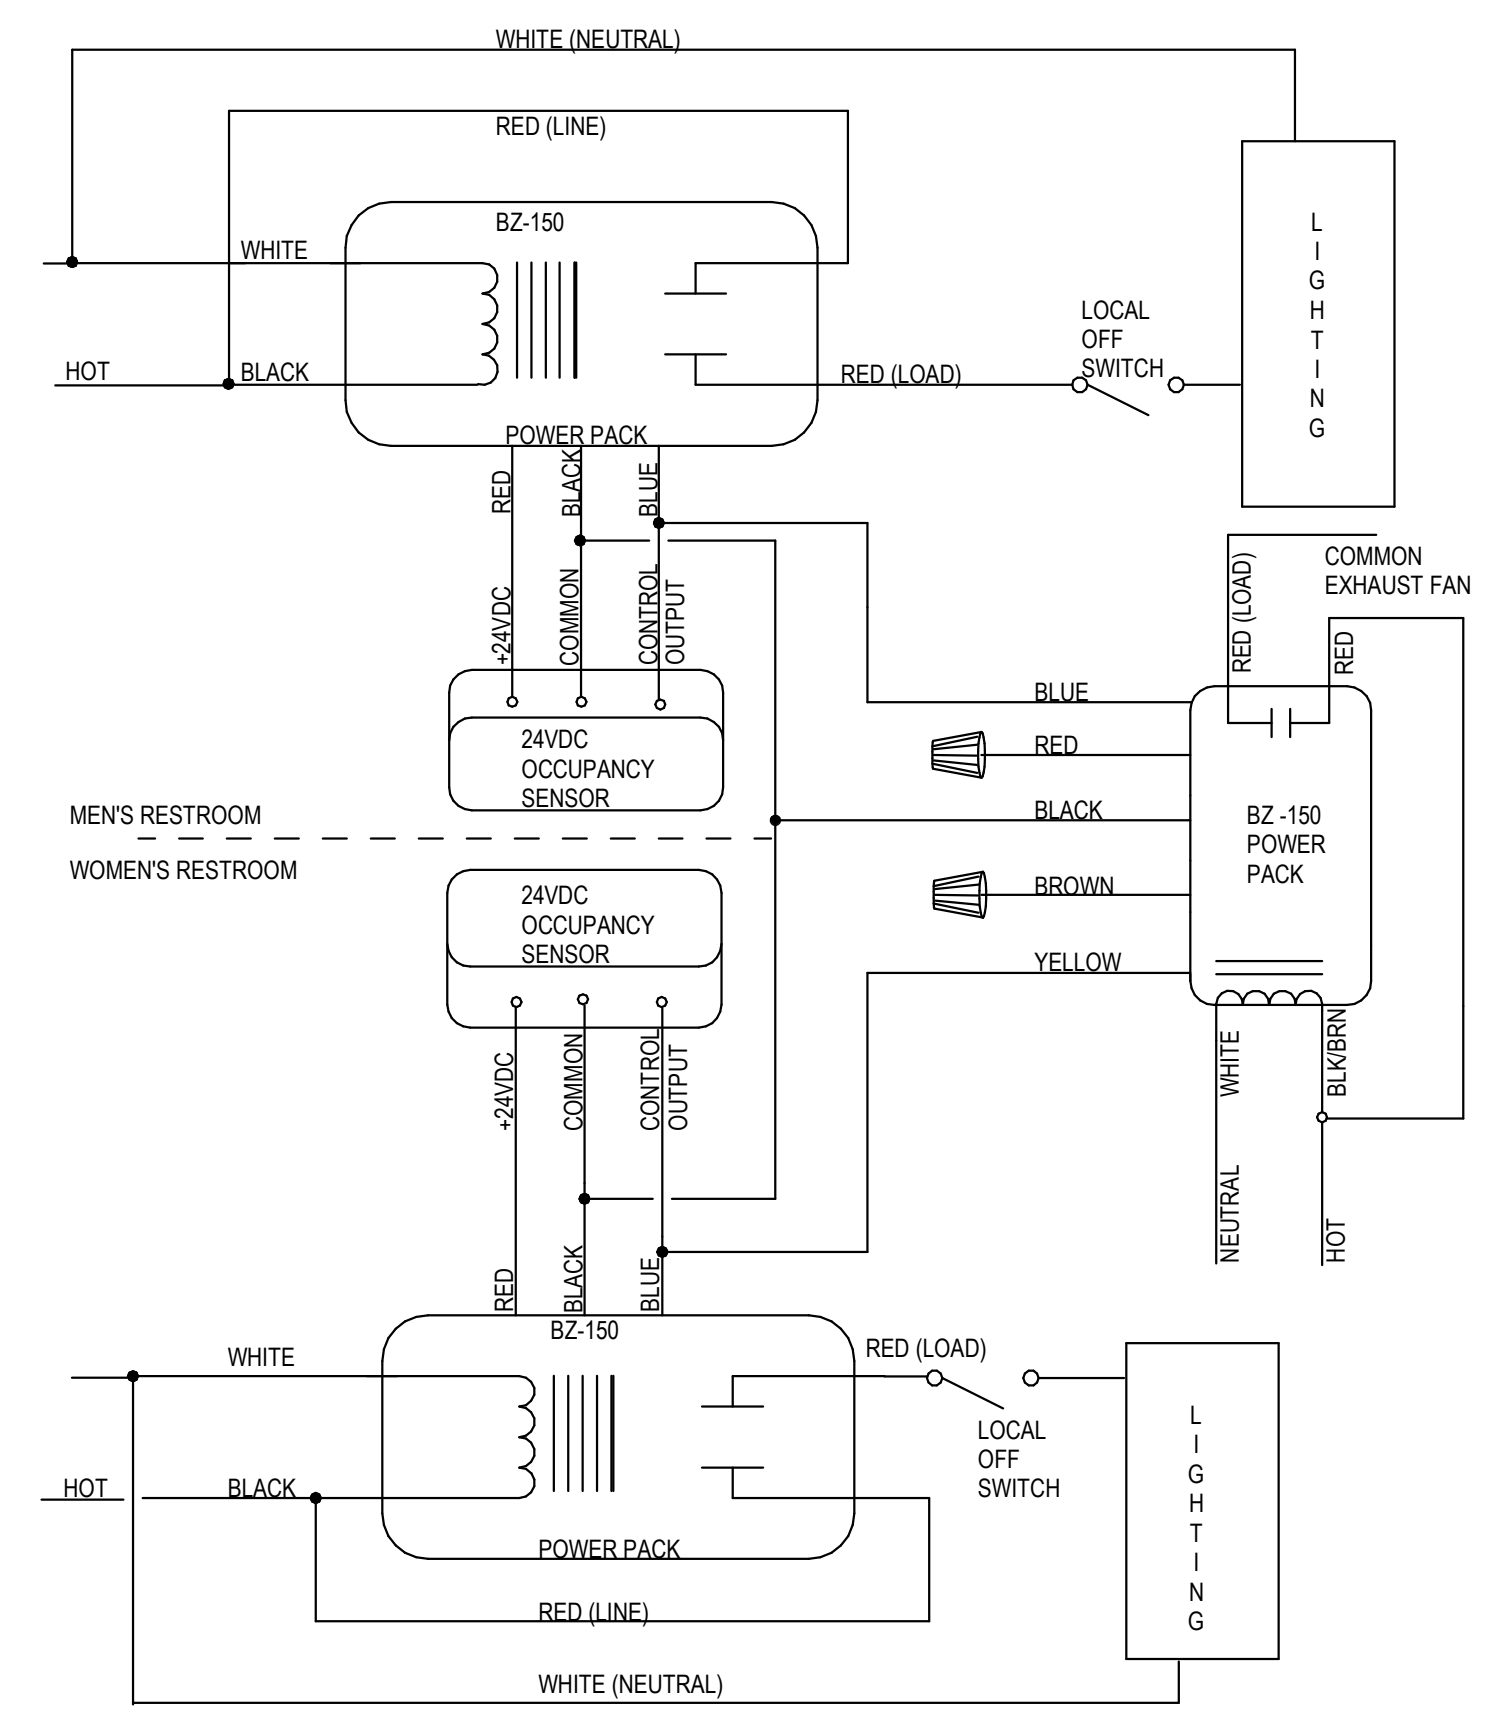 WHITE (NEUTRAL)
RED (LINE)
BZ-150
WHITE
HOT
BLACK
LOCAL
OFF
SWITCH
RED (LOAD)
L
I
G
H
T
I
N
G
POWER PACK
RED
BLACK
BLUE
+24VDC
COMMON
CONTROL
OUTPUT
24VDC
OCCUPANCY
SENSOR
COMMON
EXHAUST FAN
RED (LOAD)
RED
BLUE
RED
BLACK
BROWN
YELLOW
BZ -150
POWER
PACK
WHITE
BLK/BRN
NEUTRAL
HOT
MEN'S RESTROOM
WOMEN'S RESTROOM
24VDC
OCCUPANCY
SENSOR
+24VDC
COMMON
CONTROL
OUTPUT
RED
BLACK
BLUE
BZ-150
WHITE
RED (LOAD)
LOCAL
OFF
SWITCH
HOT
BLACK
POWER PACK
RED (LINE)
L
I
G
H
T
I
N
G
WHITE (NEUTRAL)